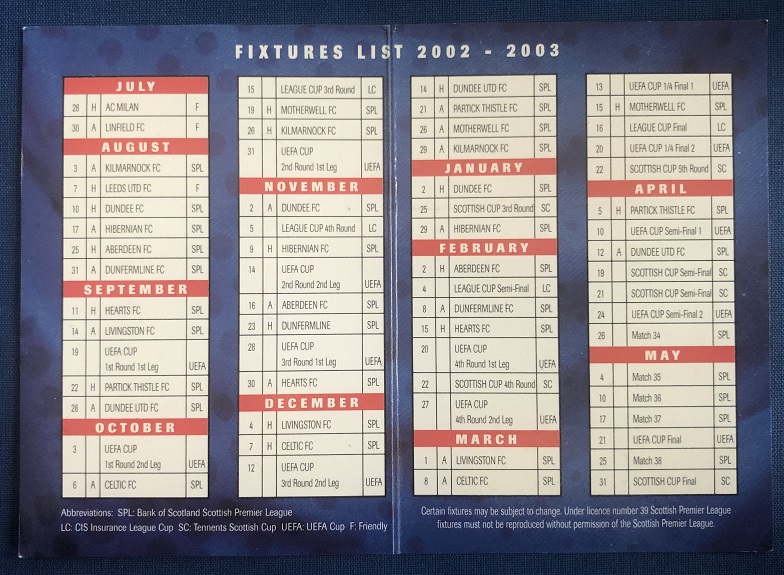 FIXTURES LIST 2002 - 2003
JULY
28 H AC MILAN F
30 A LINFIELD FC F
AUGUST
3 A KILMARNOCK FC SPL
7 H LEEDS UTD FC F
10 H DUNDEE FC SPL
17 A HIBERNIAN FC SPL
25 H ABERDEEN FC SPL
31 A DUNFERMLINE FC SPL
SEPTEMBER
11 H HEARTS FC SPL
14 A LIVINGSTON FC SPL
19 UEFA CUP
1st Round 1st Leg UEFA
22 H PARTICK THISTLE FC SPL
28 A DUNDEE UTD FC SPL
OCTOBER
3 UEFA CUP
1st Round 2nd Leg UEFA
6 A CELTIC FC SPL
15 LEAGUE CUP 3rd Round LC
19 H MOTHERWELL FC SPL
26 H KILMARNOCK FC SPL
31 UEFA CUP
2nd Round 1st Leg UEFA
NOVEMBER
2 A DUNDEE FC SPL
5 LEAGUE CUP 4th Round LC
9 H HIBERNIAN FC SPL
14 UEFA CUP
2nd Round 2nd Leg UEFA
16 A ABERDEEN FC SPL
23 H DUNFERMLINE SPL
28 UEFA CUP
3rd Round 1st Leg UEFA
30 A HEARTS FC SPL
DECEMBER
4 H LIVINGSTON FC SPL
7 H CELTIC FC SPL
12 UEFA CUP
3rd Round 2nd Leg UEFA
14 H DUNDEE UTD FC SPL
21 A PARTICK THISTLE FC SPL
26 A MOTHERWELL FC SPL
29 A KILMARNOCK FC SPL
JANUARY
2 H DUNDEE FC SPL
25 SCOTTISH CUP 3rd Round SC
29 A HIBERNIAN FC SPL
FEBRUARY
2 H ABERDEEN FC SPL
4 LEAGUE CUP Semi-Final LC
8 A DUNFERMLINE FC SPL
15 H HEARTS FC SPL
20 UEFA CUP
4th Round 1st Leg UEFA
22 SCOTTISH CUP 4th Round SC
27 UEFA CUP
4th Round 2nd Leg UEFA
MARCH
1 A LIVINGSTON FC SPL
8 A CELTIC FC SPL
13 UEFA CUP 1/4 Final 1 UEFA
15 H MOTHERWELL FC SPL
16 LEAGUE CUP Final LC
20 UEFA CUP 1/4 Final 2 UEFA
22 SCOTTISH CUP 5th Round SC
APRIL
5 H PARTICK THISTLE FC SPL
10 UEFA CUP Semi-Final 1 UEFA
12 A DUNDEE UTD FC SPL
19 SCOTTISH CUP Semi-Final SC
21 SCOTTISH CUP Semi-Final SC
24 UEFA CUP Semi-Final 2 UEFA
26 Match 34 SPL
MAY
4 Match 35 SPL
10 Match 36 SPL
17 Match 37 SPL
21 UEFA CUP Final UEFA
25 Match 38 SPL
31 SCOTTISH CUP Final SC
Abbreviations: SPL: Bank of Scotland Scottish Premier League
LC: CIS Insurance League Cup SC: Tennents Scottish Cup UEFA: UEFA Cup F: Friendly
Certain fixtures may be subject to change. Under licence number 39 Scottish Premier League
fixtures must not be reproduced without permission of the Scottish Premier League.